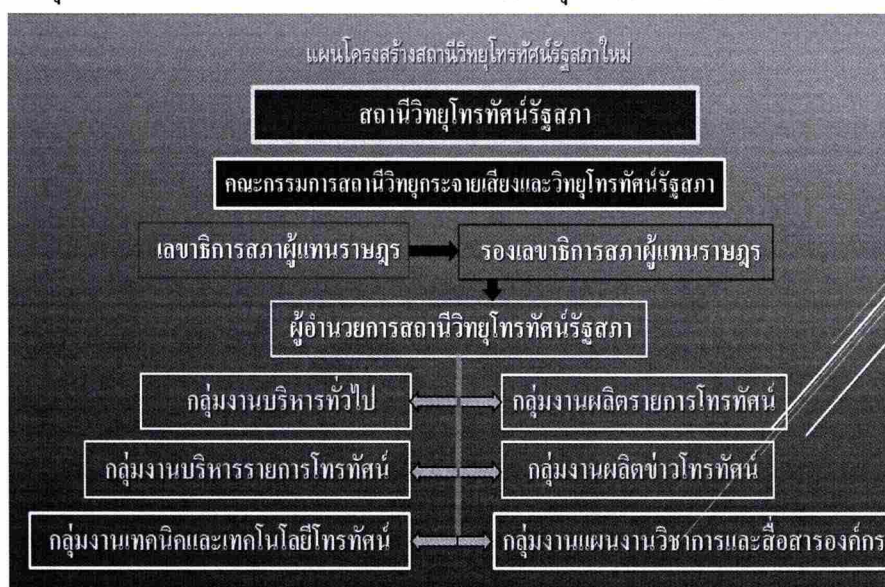 แผนโครงสร้างสถานีวิทยุโทรทัศน์รัฐสภาใหม่
สถานีวิทยุโทรทัศน์รัฐสภา
คณะกรรมการสถานีวิทยุกระจายเสียงและวิทยุโทรทัศน์รัฐสภา
เลขาธิการสภาผู้แทนราษฎร
รองเลขาธิการสภาผู้แทนราษฎร
ผู้อำนวยการสถานีวิทยุโทรทัศน์รัฐสภา
กลุ่มงานบริหารทั่วไป
กลุ่มงานผลิตรายการโทรทัศน์
กลุ่มงานบริหารรายการโทรทัศน์
กลุ่มงานผลิตข่าวโทรทัศน์
กลุ่มงานเทคนิคและเทคโนโลยีโทรทัศน์
กลุ่มงานแผนงานวิชาการและสื่อสารองค์กร